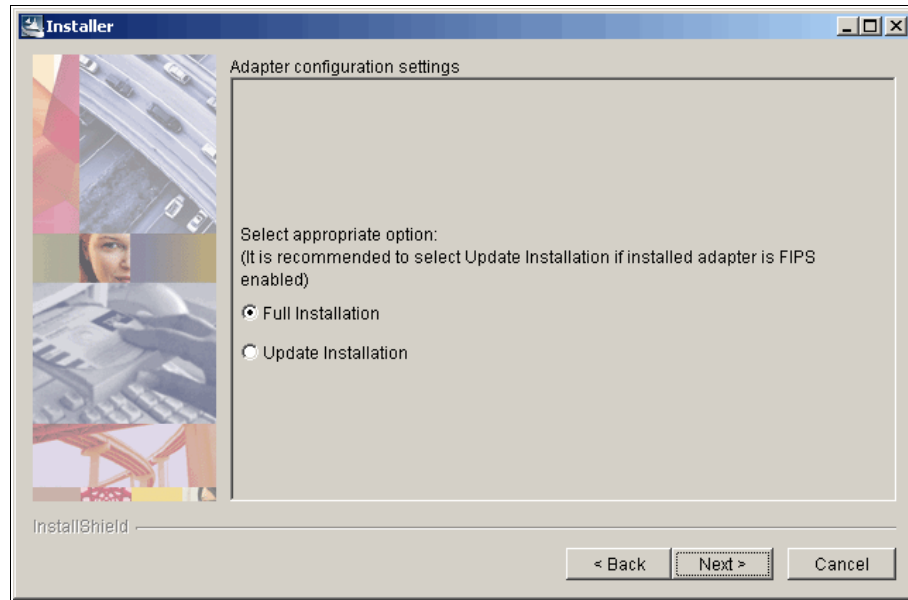 Installer
Adapter configuration settings
Select appropriate option:
(It is recommended to select Update Installation if installed adapter is FIPS
enabled)
Full Installation
Update Installation
InstallShield
< Back
Next >
Cancel